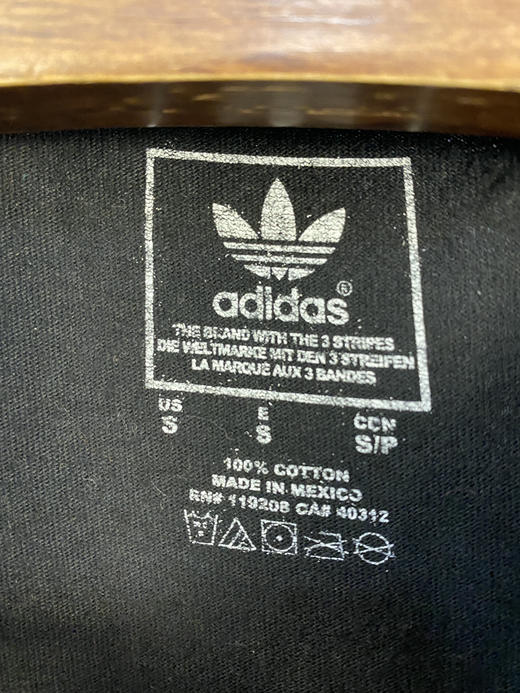 adidas®
THE BRAND WITH THE 3 STRIPES
DIE WELTMARKE MIT DEN 3 STREIFEN
LA MARQUE AUX 3 BANDES
US E CDN
S S S/P
100% COTTON
MADE IN MEXICO
RN# 119208 CA# 40312